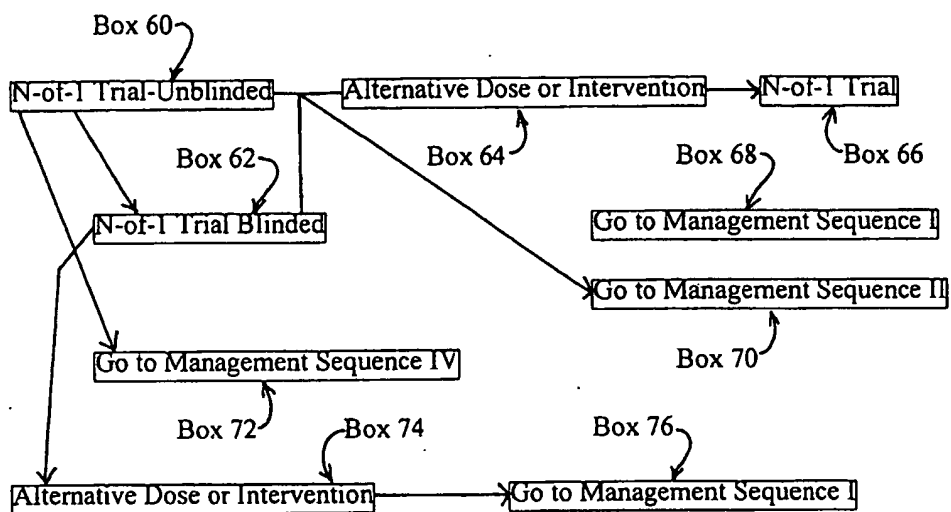 Box 60
N-of-1 Trial-Unblinded
Alternative Dose or Intervention
N-of-1 Trial
Box 62
Box 64
Box 68
Box 66
N-of-1 Trial Blinded
Go to Management Sequence I
Go to Management Sequence II
Box 70
Go to Management Sequence IV
Box 72
Box 74
Box 76
Alternative Dose or Intervention
Go to Management Sequence I